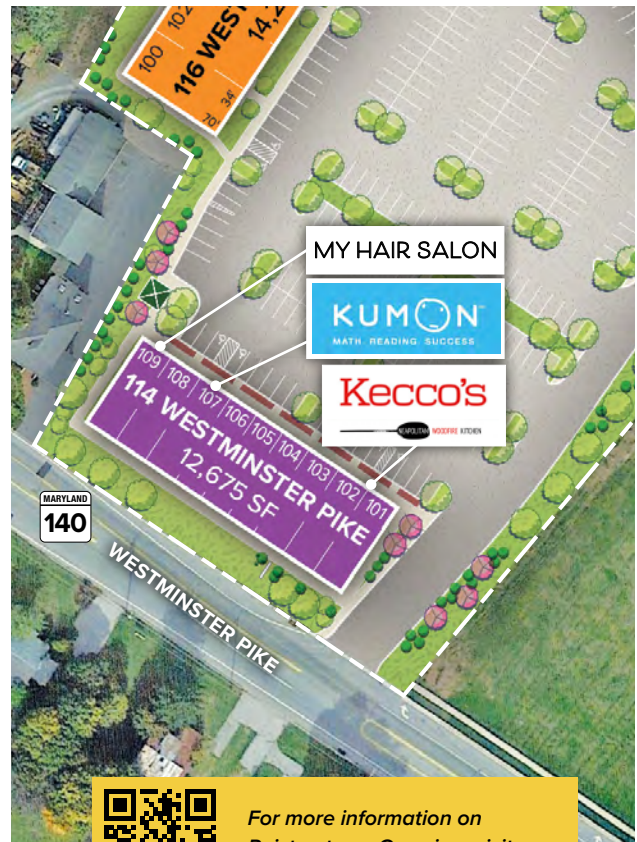 100 102
116 WEST
14,2
70'
34'
MY HAIR SALON
KUMON
MATH. READING. SUCCESS.
Kecco's
NEAPOLITAN WOODFIRE KITCHEN
109 108 107 106 105 104 103 102 101
114 WESTMINSTER PIKE
12,675 SF
MARYLAND
140
WESTMINSTER PIKE
For more information on